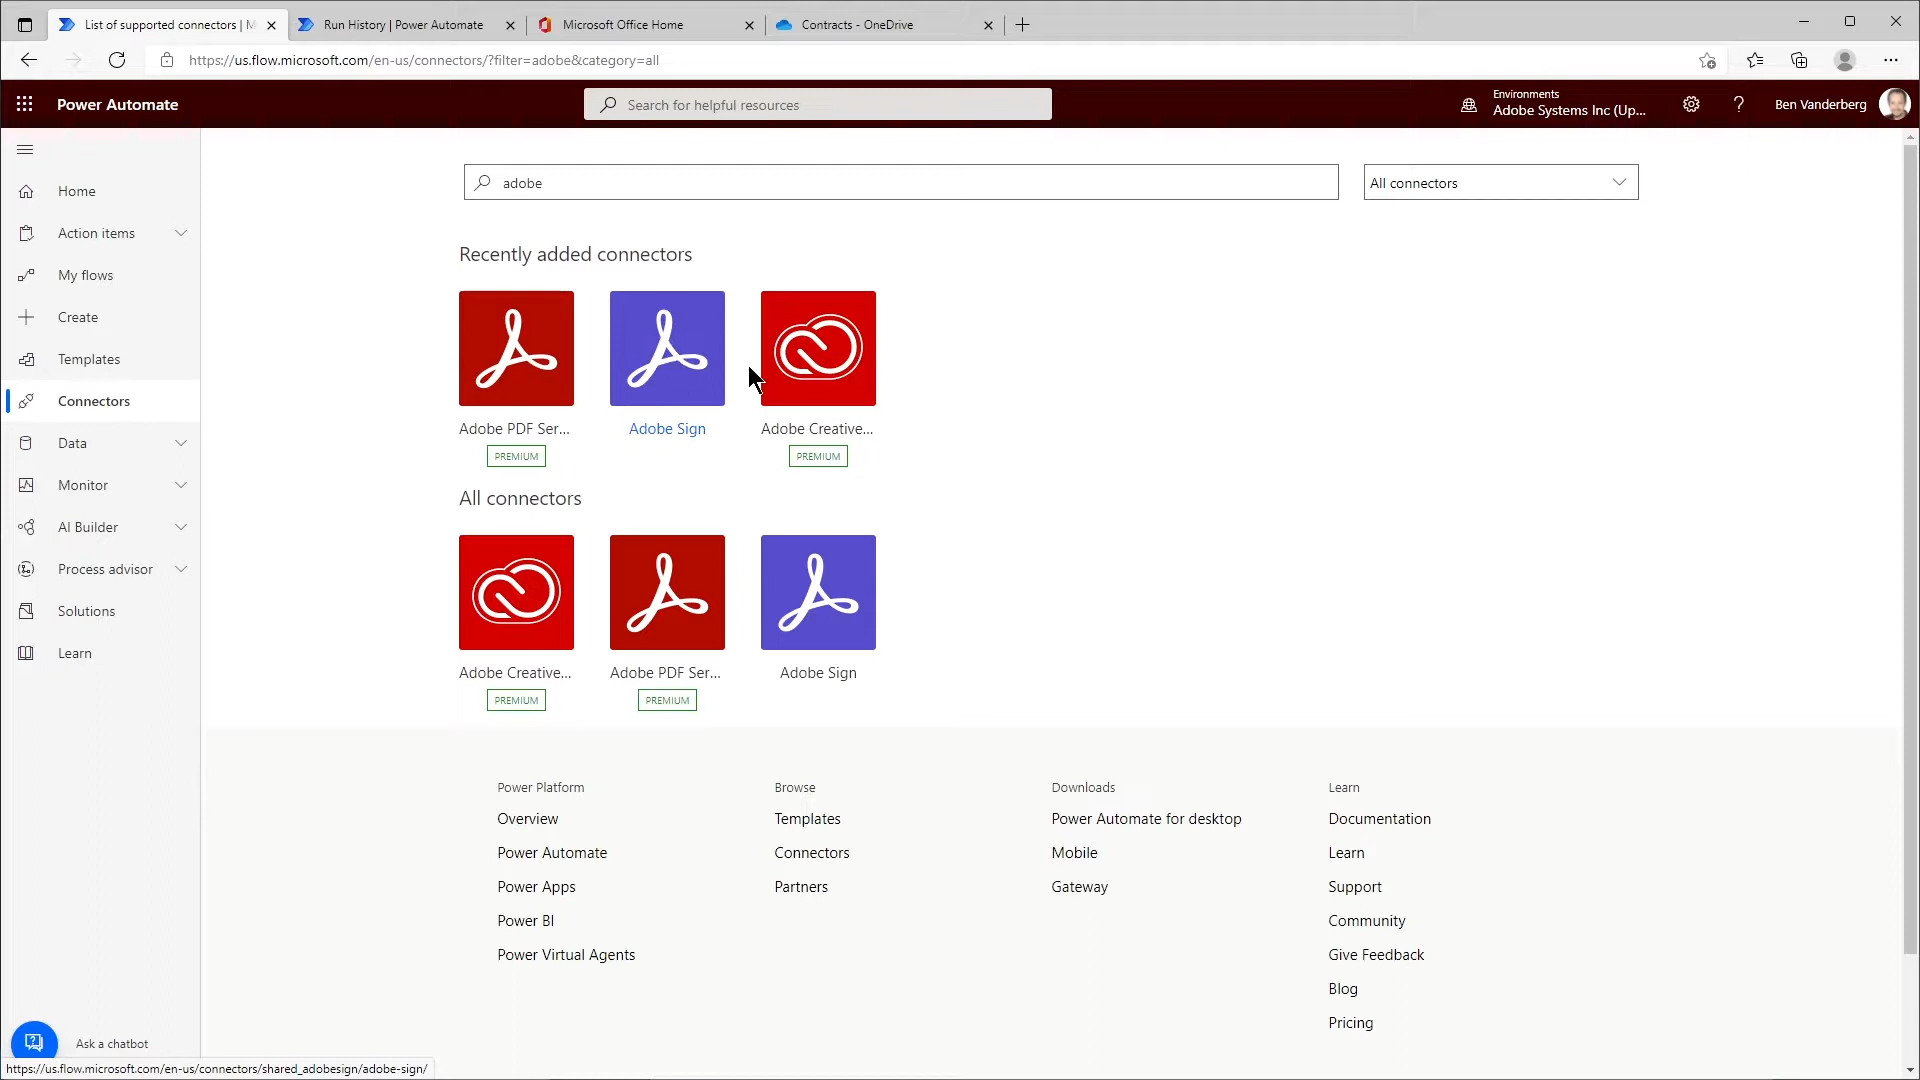 List of supported connectors | M
Run History | Power Automate
Microsoft Office Home
Contracts - OneDrive
https://us.flow.microsoft.com/en-us/connectors/?filter=adobe&category=all
Power Automate
Search for helpful resources
Environments
Adobe Systems Inc (Up...
Ben Vanderberg
adobe
All connectors
Home
Action items
My flows
Create
Templates
Connectors
Data
Monitor
AI Builder
Process advisor
Solutions
Learn
Recently added connectors
Adobe PDF Ser...
Adobe Sign
Adobe Creative...
PREMIUM
PREMIUM
All connectors
Adobe Creative...
Adobe PDF Ser...
Adobe Sign
PREMIUM
PREMIUM
Power Platform
Overview
Power Automate
Power Apps
Power BI
Power Virtual Agents
Browse
Templates
Connectors
Partners
Downloads
Power Automate for desktop
Mobile
Gateway
Learn
Documentation
Learn
Support
Community
Give Feedback
Blog
Pricing
Ask a chatbot
https://us.flow.microsoft.com/en-us/connectors/shared_adobesign/adobe-sign/